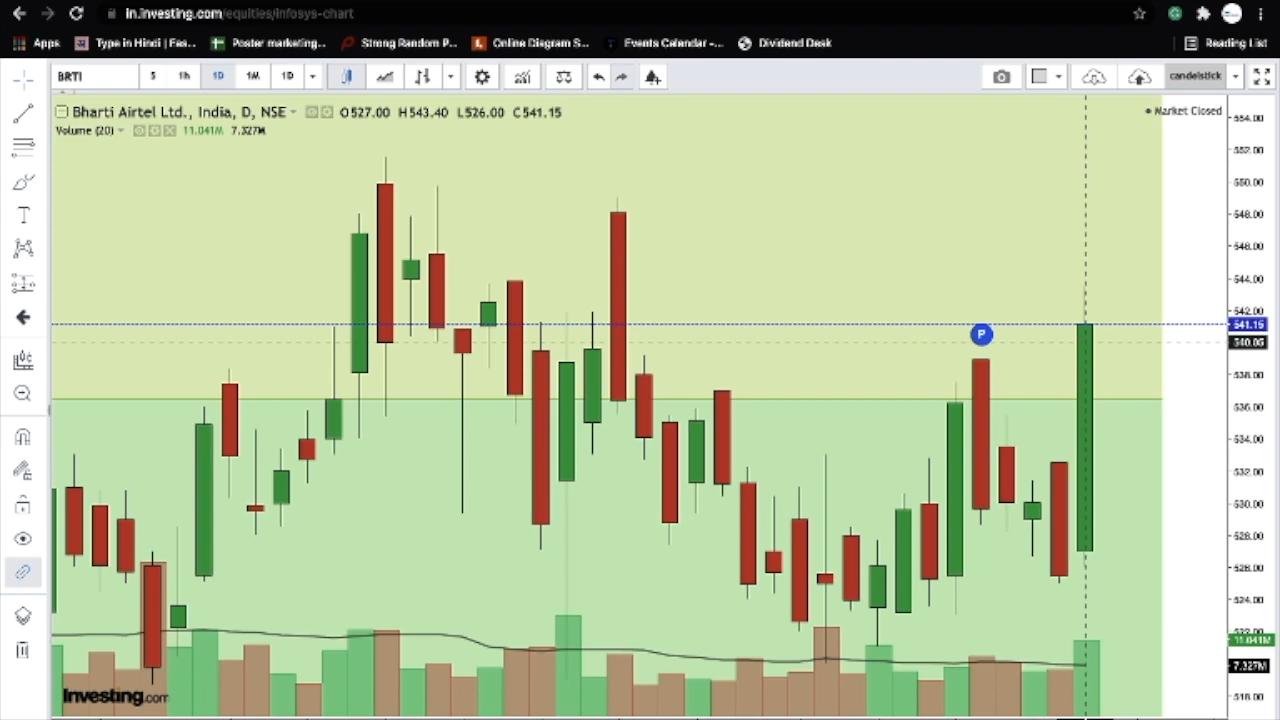 in.investing.com/equities/infosys-chart
Apps Type in Hindi | Eas... Poster marketing... Strong Random P... Online Diagram S... Events Calendar -... Dividend Desk Reading List
BRTI 5 1h 1D 1M 1D candelstick
Bharti Airtel Ltd., India, D, NSE O527.00 H543.40 L526.00 C541.15 Market Closed
Volume (20) 11.041M 7.327M
554.00
552.00
550.00
548.00
546.00
544.00
542.00
541.15
540.05
538.00
536.00
534.00
532.00
530.00
528.00
526.00
524.00
11.041M
7.327M
518.00
P
Investing.com